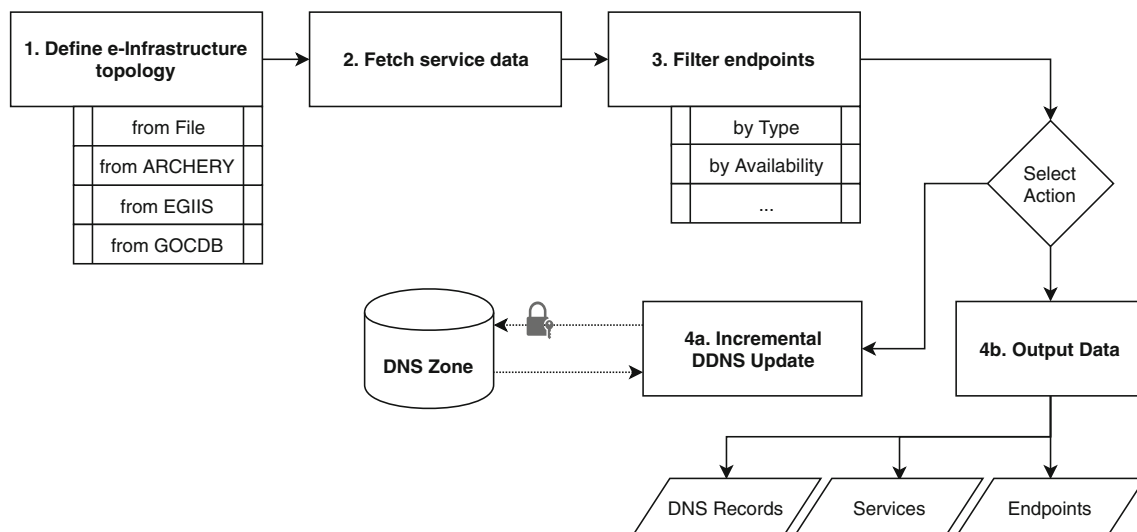 1. Define e-Infrastructure
topology
2. Fetch service data
3. Filter endpoints
from File
from ARCHERY
from EGIIS
from GOCDB
by Type
by Availability
...
Select
Action
DNS Zone
4a. Incremental
DDNS Update
4b. Output Data
DNS Records
Services
Endpoints